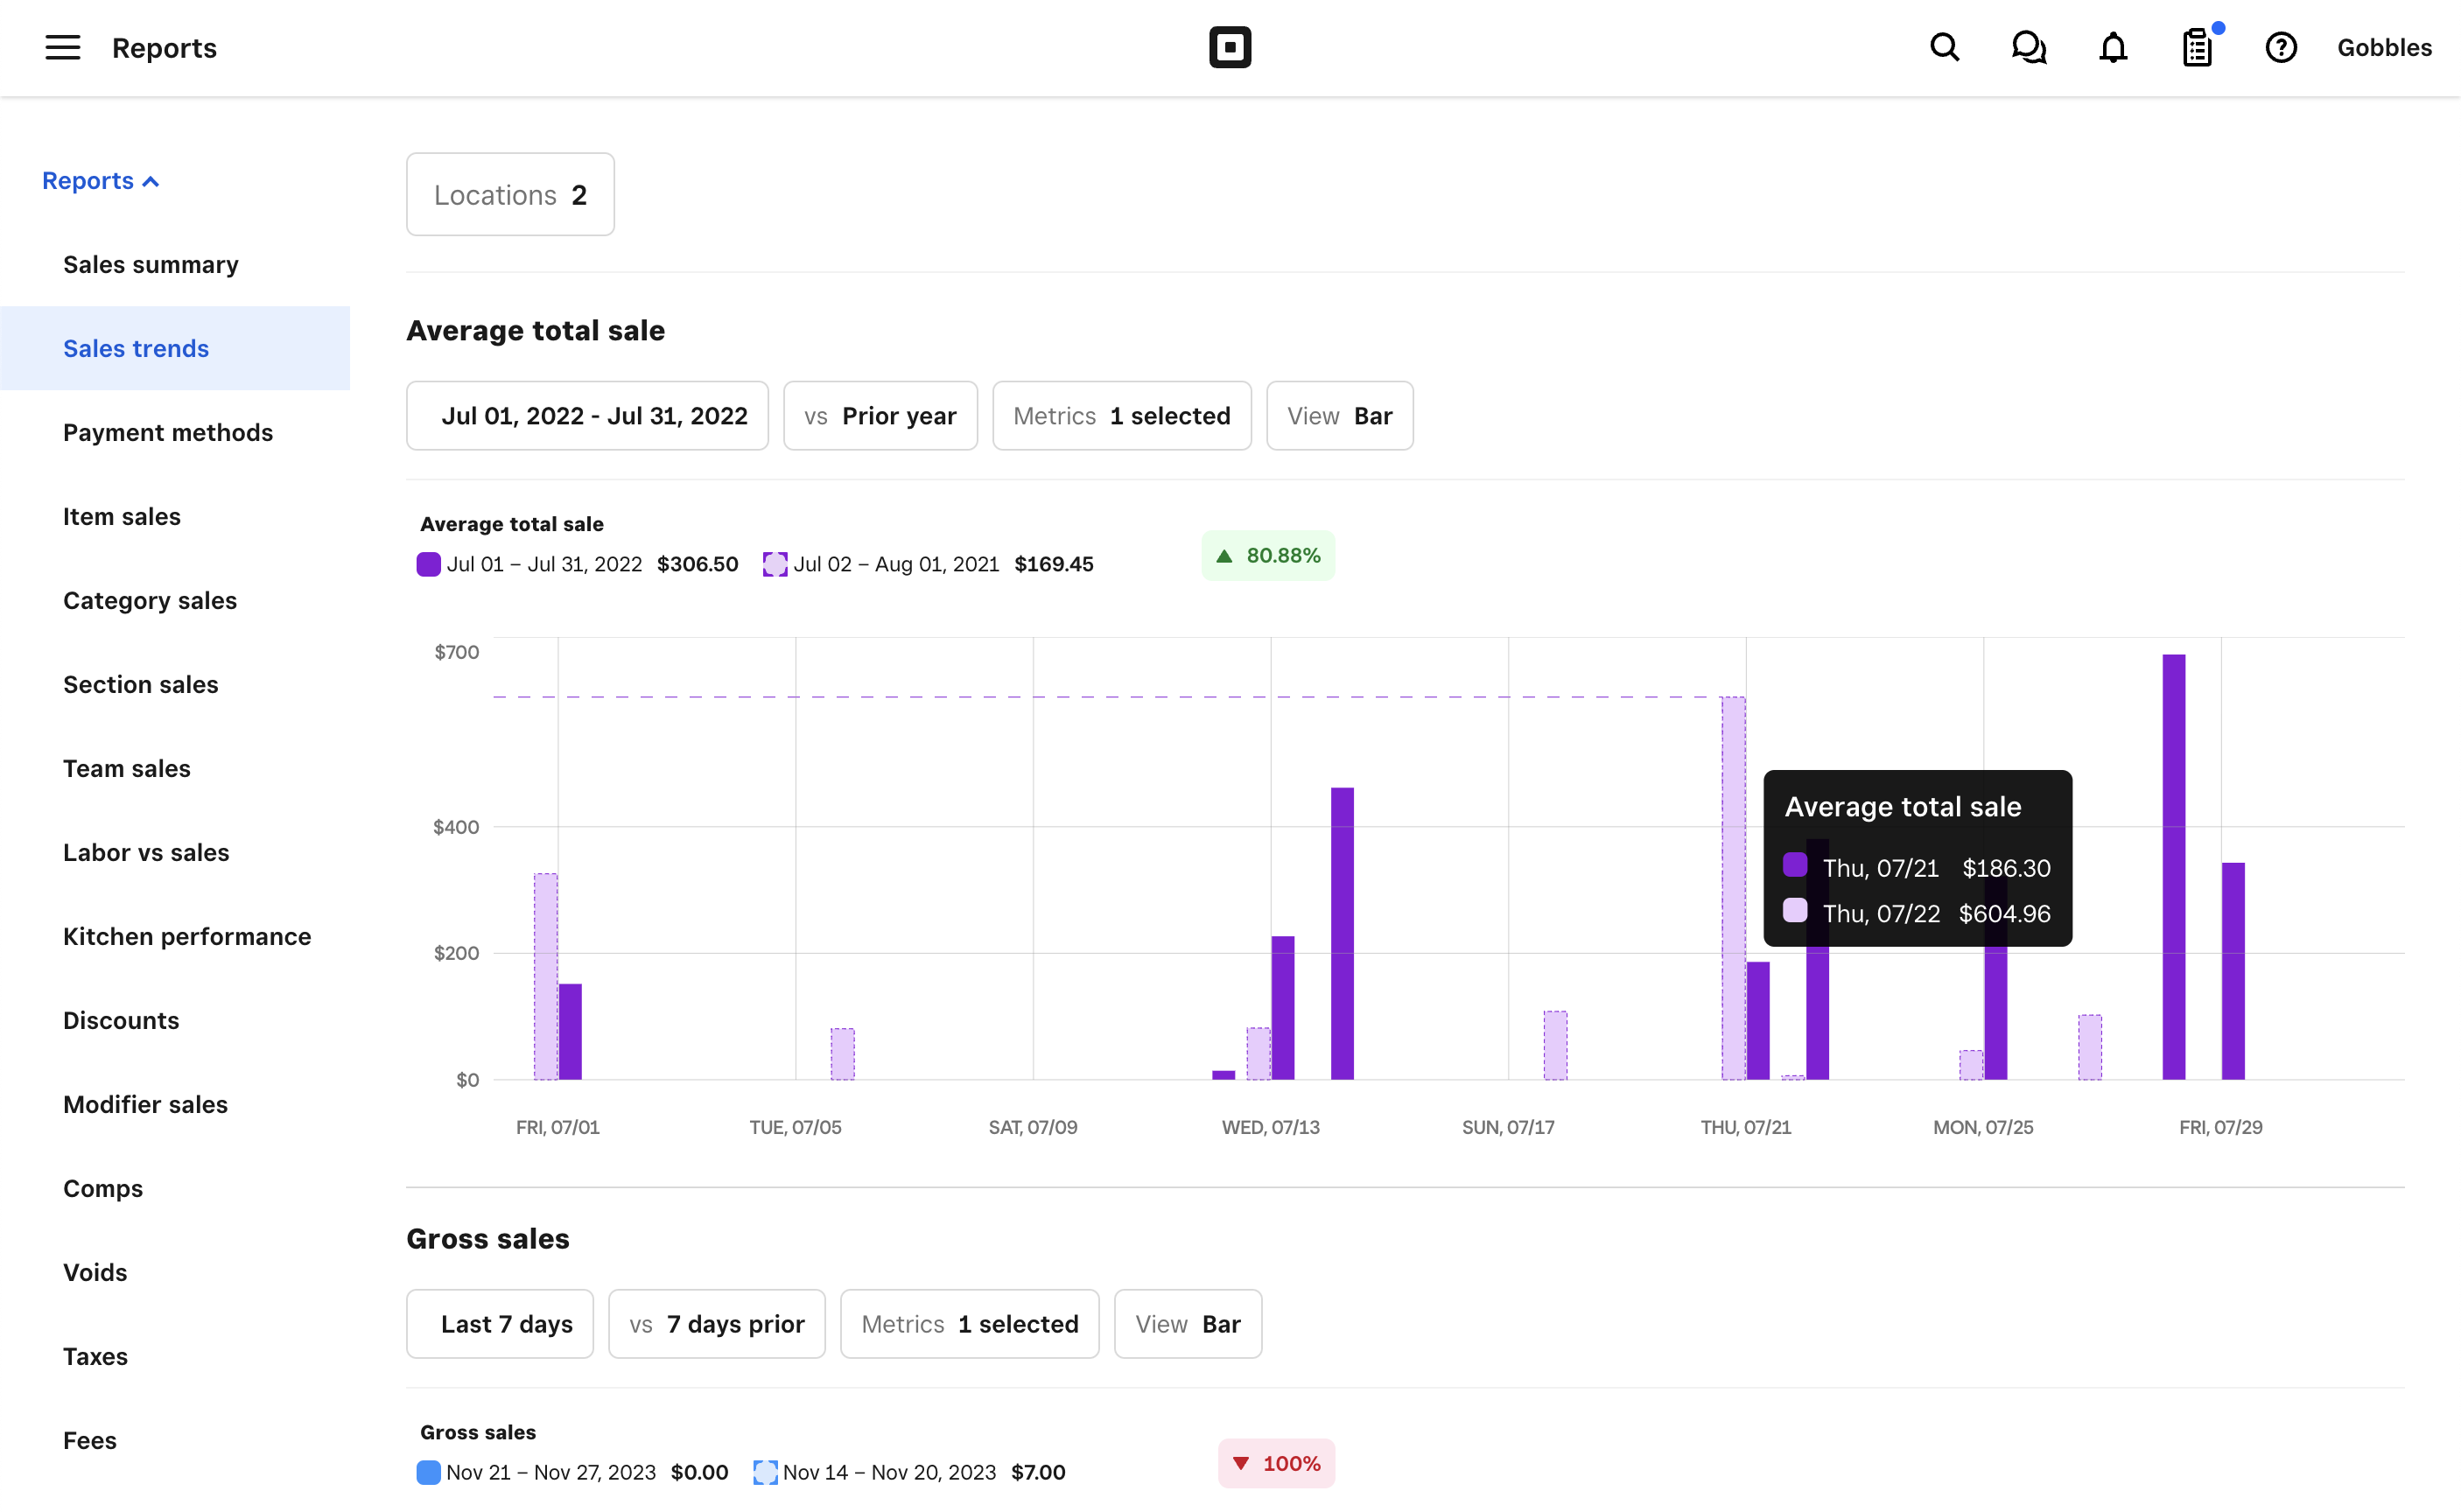 Reports
Gobbles
Reports
Sales summary
Sales trends
Payment methods
Item sales
Category sales
Section sales
Team sales
Labor vs sales
Kitchen performance
Discounts
Modifier sales
Comps
Voids
Taxes
Fees
Locations 2
Average total sale
Jul 01, 2022 - Jul 31, 2022 vs Prior year Metrics 1 selected View Bar
Average total sale
Jul 01 – Jul 31, 2022 $306.50 Jul 02 – Aug 01, 2021 $169.45 80.88%
$700
$400
$200
$0
Average total sale
Thu, 07/21 $186.30
Thu, 07/22 $604.96
FRI, 07/01 TUE, 07/05 SAT, 07/09 WED, 07/13 SUN, 07/17 THU, 07/21 MON, 07/25 FRI, 07/29
Gross sales
Last 7 days vs 7 days prior Metrics 1 selected View Bar
Gross sales
Nov 21 – Nov 27, 2023 $0.00 Nov 14 – Nov 20, 2023 $7.00 100%